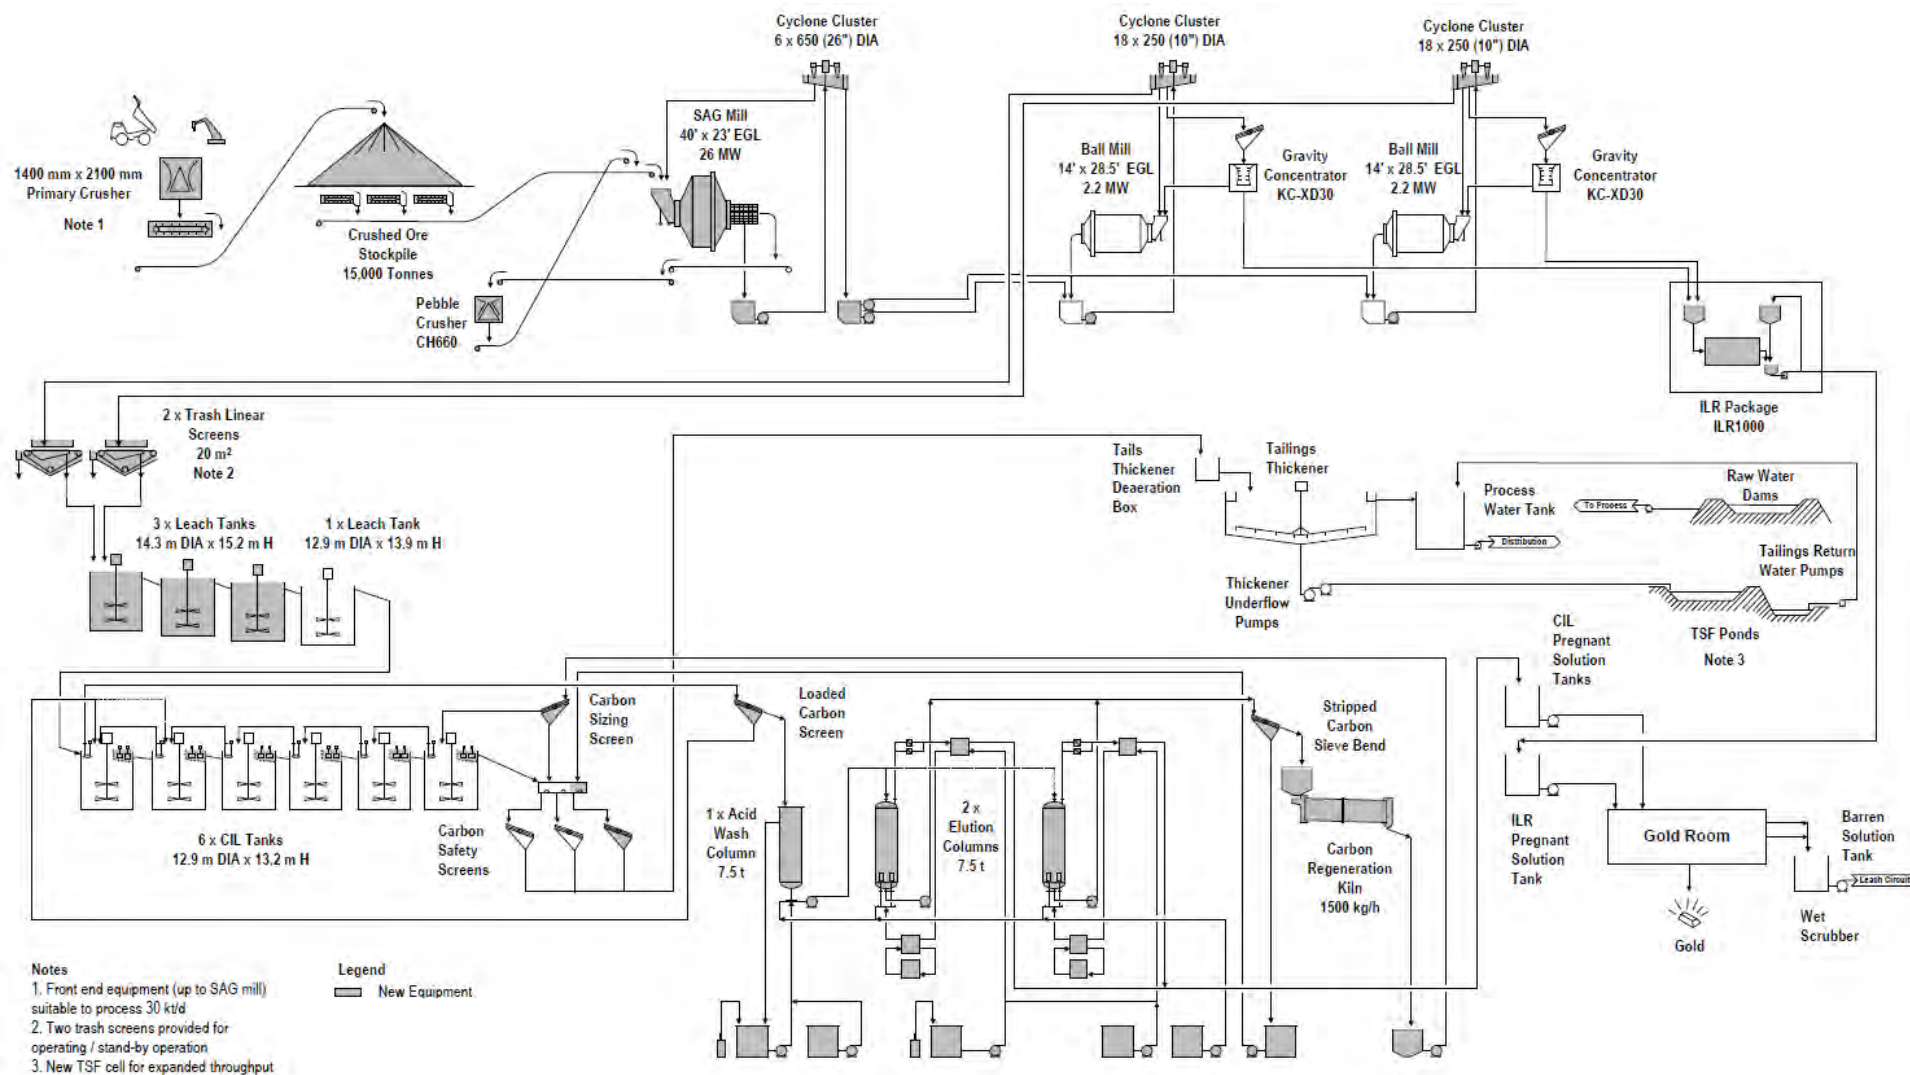 Cyclone Cluster
6 x 650 (26") DIA
Cyclone Cluster
18 x 250 (10") DIA
Cyclone Cluster
18 x 250 (10") DIA
1400 mm x 2100 mm
Primary Crusher
Note 1
Crushed Ore
Stockpile
15,000 Tonnes
SAG Mill
40' x 23' EGL
26 MW
Pebble
Crusher
CH660
Ball Mill
14' x 28.5' EGL
2.2 MW
Gravity
Concentrator
KC-XD30
Ball Mill
14' x 28.5' EGL
2.2 MW
Gravity
Concentrator
KC-XD30
ILR Package
ILR1000
2 x Trash Linear
Screens
20 m²
Note 2
3 x Leach Tanks
14.3 m DIA x 15.2 m H
1 x Leach Tank
12.9 m DIA x 13.9 m H
Tails
Thickener
Deaeration
Box
Tailings
Thickener
Process
Water Tank
To Process
Distribution
Raw Water
Dams
Tailings Return
Water Pumps
Thickener
Underflow
Pumps
TSF Ponds
Note 3
CIL
Pregnant
Solution
Tanks
Carbon
Sizing
Screen
Loaded
Carbon
Screen
Stripped
Carbon
Sieve Bend
6 x CIL Tanks
12.9 m DIA x 13.2 m H
Carbon
Safety
Screens
1 x Acid
Wash
Column
7.5 t
2 x
Elution
Columns
7.5 t
Carbon
Regeneration
Kiln
1500 kg/h
ILR
Pregnant
Solution
Tank
Gold Room
Gold
Barren
Solution
Tank
Leash Circuit
Wet
Scrubber
Notes
1. Front end equipment (up to SAG mill)
suitable to process 30 kt/d
2. Two trash screens provided for
operating / stand-by operation
3. New TSF cell for expanded throughput
Legend
New Equipment